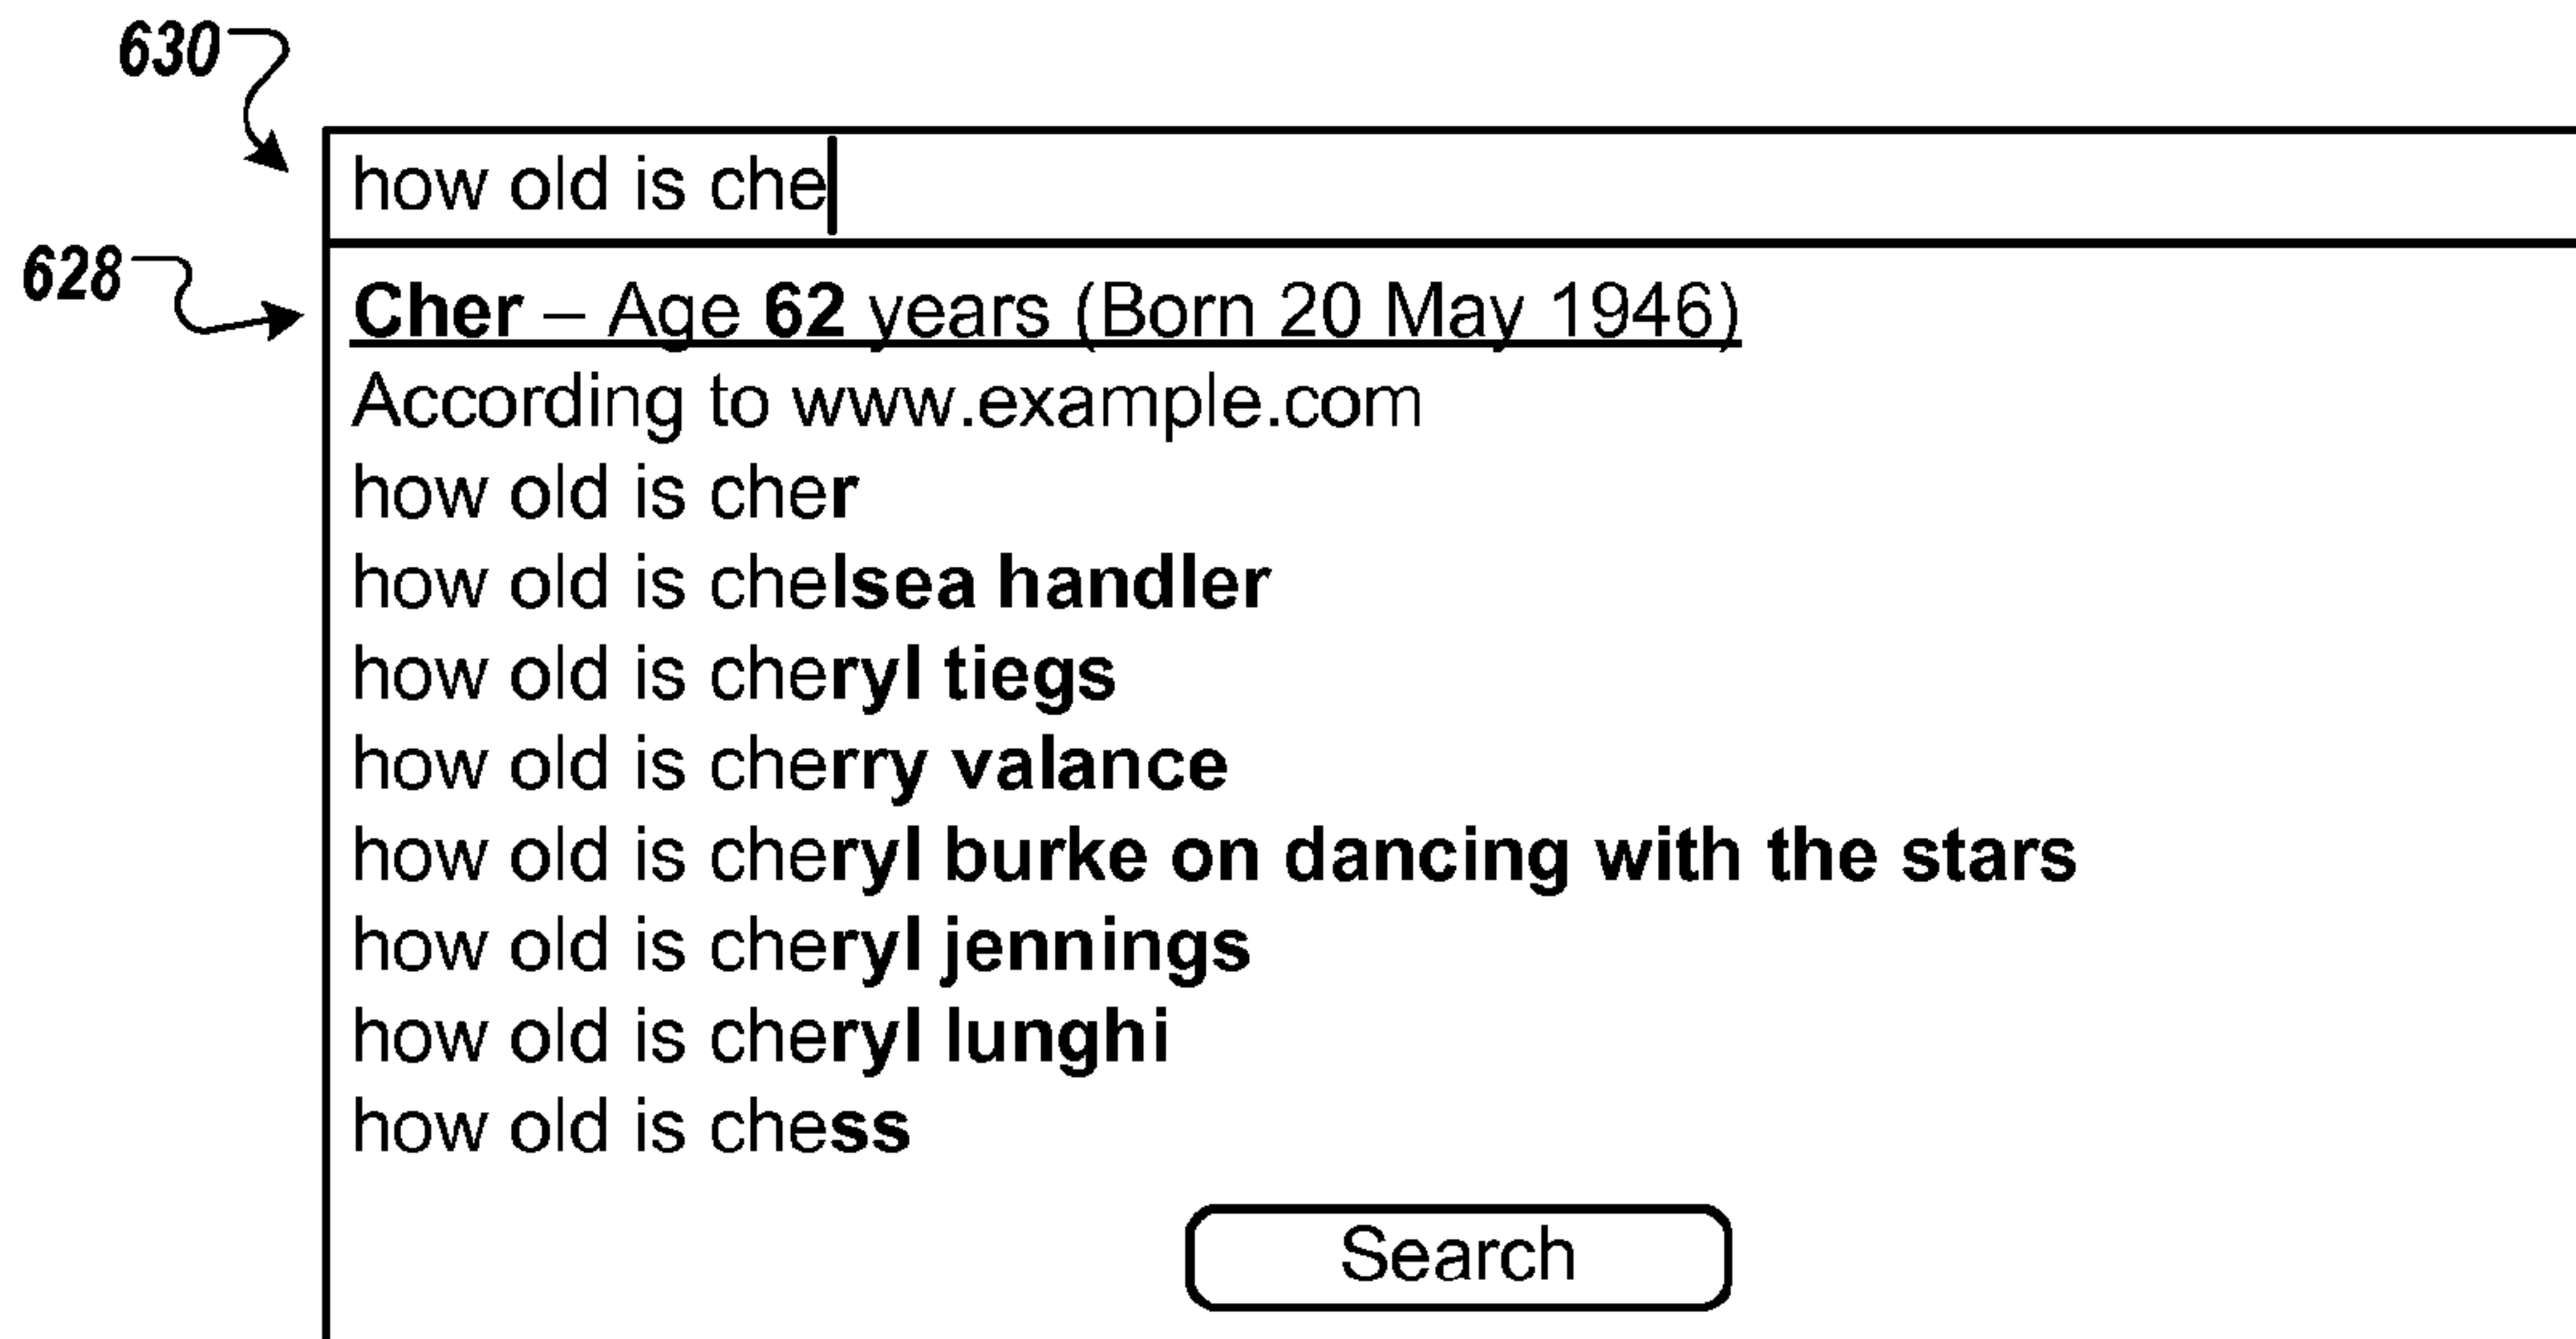 630
how old is che
628
Cher – Age 62 years (Born 20 May 1946)
According to www.example.com
how old is cher
how old is chelsea handler
how old is cheryl tiegs
how old is cherry valance
how old is cheryl burke on dancing with the stars
how old is cheryl jennings
how old is cheryl lunghi
how old is chess
Search